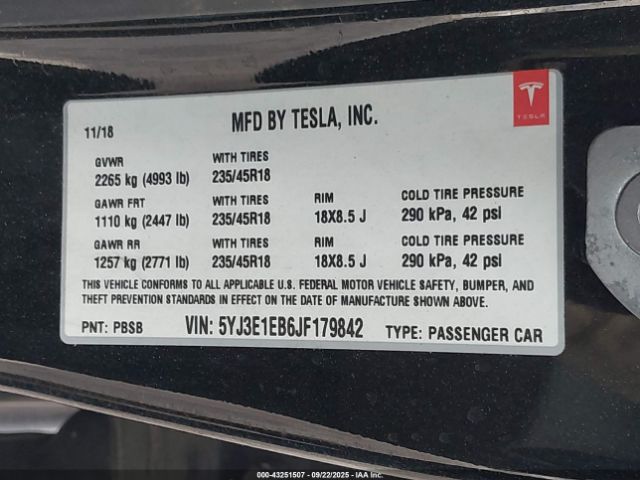 11/18
MFD BY TESLA, INC.
TESLA
GVWR WITH TIRES
2265 kg (4993 lb) 235/45R18
GAWR FRT WITH TIRES RIM COLD TIRE PRESSURE
1110 kg (2447 lb) 235/45R18 18X8.5 J 290 kPa, 42 psi
GAWR RR WITH TIRES RIM COLD TIRE PRESSURE
1257 kg (2771 lb) 235/45R18 18X8.5 J 290 kPa, 42 psi
THIS VEHICLE CONFORMS TO ALL APPLICABLE U.S. FEDERAL MOTOR VEHICLE SAFETY, BUMPER, AND
THEFT PREVENTION STANDARDS IN EFFECT ON THE DATE OF MANUFACTURE SHOWN ABOVE.
PNT: PBSB VIN: 5YJ3E1EB6JF179842 TYPE: PASSENGER CAR
000-43251507 - 09/22/2025 - IAA Inc.